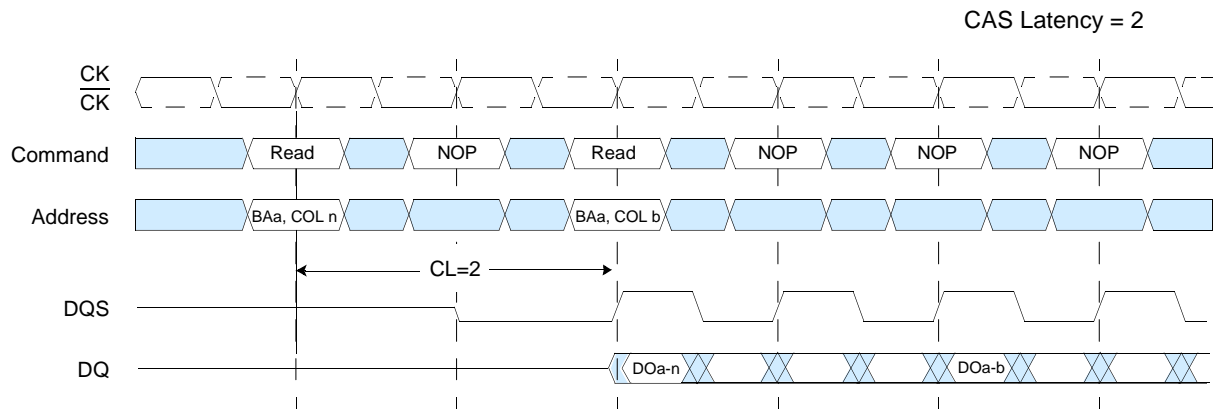 CAS Latency = 2
CK
CK
Command Read NOP Read NOP NOP NOP
Address BAa, COL n BAa, COL b
CL=2
DQS
DQ DOa-n DOa-b